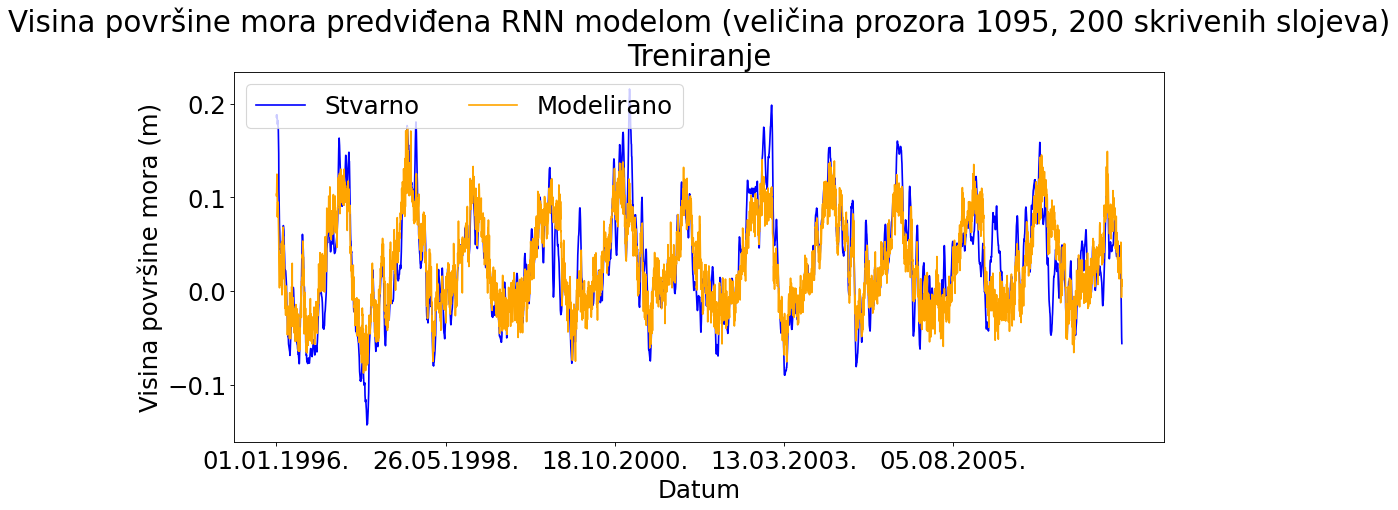 Visina površine mora predviđena RNN modelom (veličina prozora 1095, 200 skrivenih slojeva)
Treniranje
Stvarno Modelirano
Visina površine mora (m)
0.2
0.1
0.0
−0.1
01.01.1996. 26.05.1998. 18.10.2000. 13.03.2003. 05.08.2005.
Datum